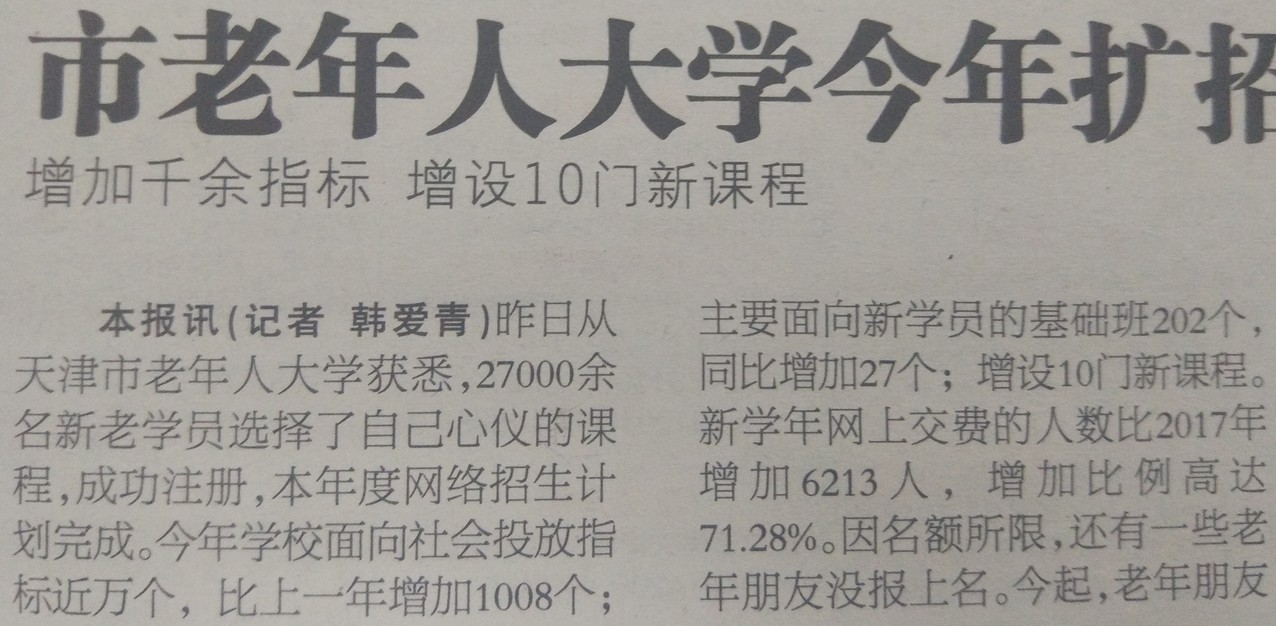 市老年人大学今年扩招
增加千余指标 增设10门新课程
本报讯(记者 韩爱青)昨日从
天津市老年人大学获悉,27000余
名新老学员选择了自己心仪的课
程,成功注册,本年度网络招生计
划完成。今年学校面向社会投放指
标近万个，比上一年增加1008个；
主要面向新学员的基础班202个，
同比增加27个；增设10门新课程。
新学年网上交费的人数比2017年
增加6213人，增加比例高达
71.28%。因名额所限,还有一些老
年朋友没报上名。今起,老年朋友